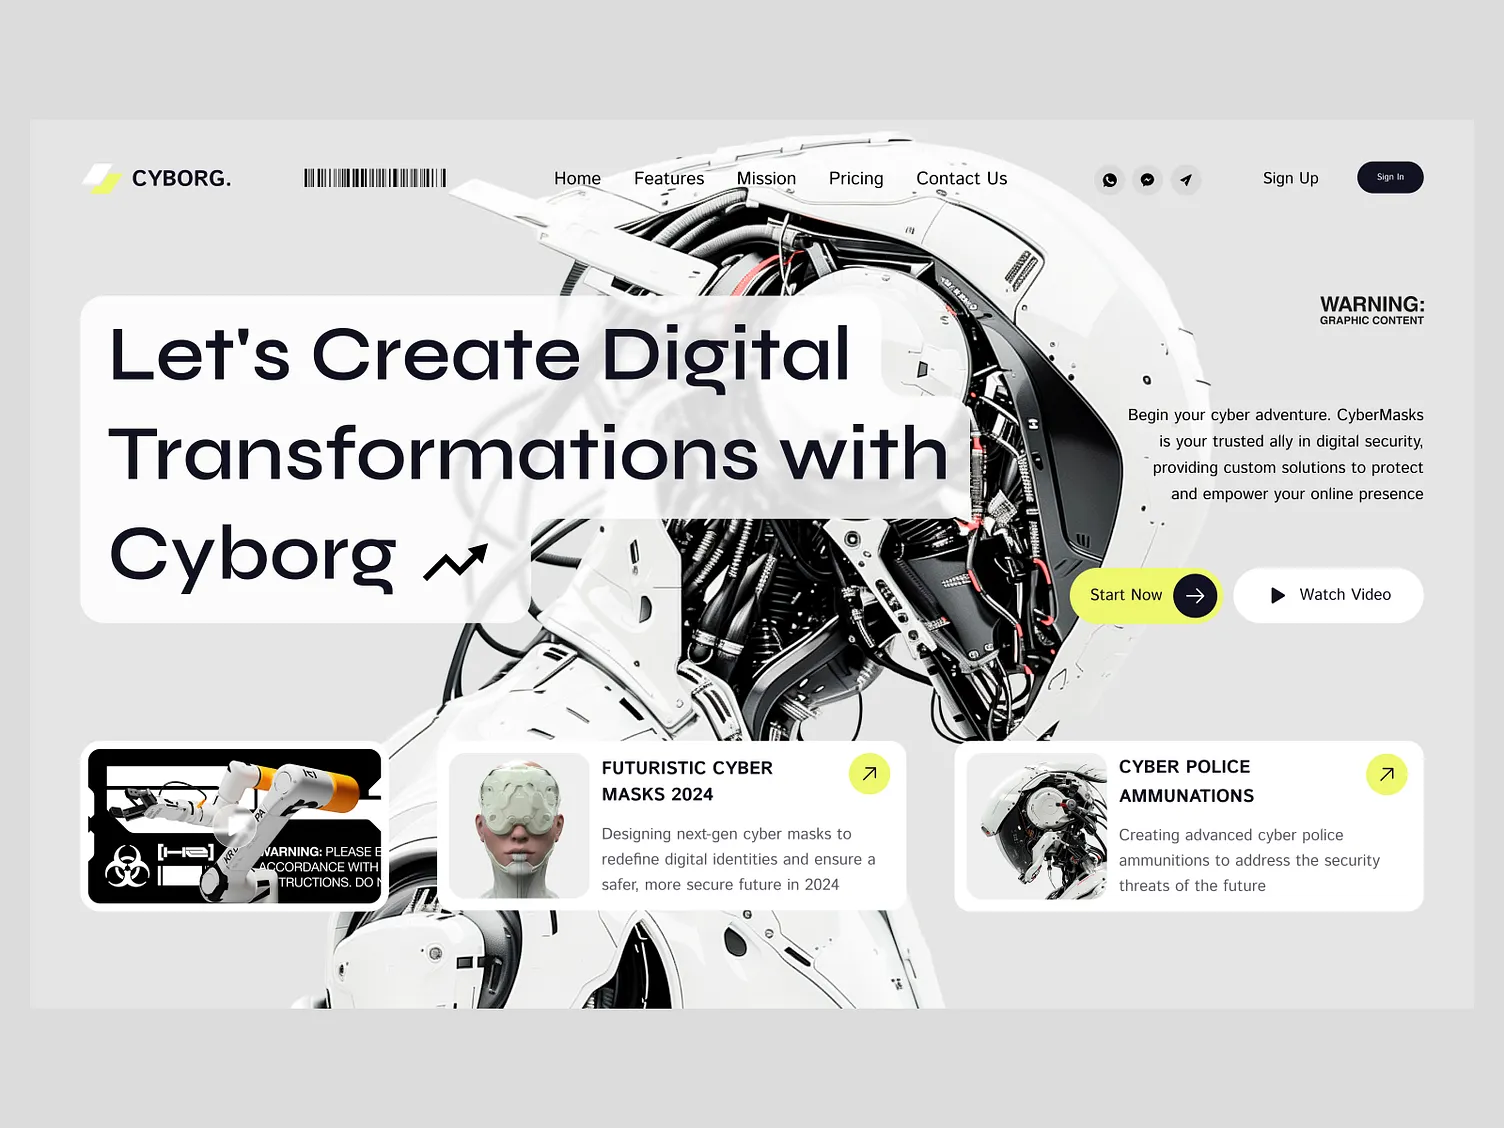 CYBORG.
Home Features Mission Pricing Contact Us
Sign Up
Sign In
WARNING:
GRAPHIC CONTENT
Let's Create Digital
Transformations with
Cyborg
Begin your cyber adventure. CyberMasks
is your trusted ally in digital security,
providing custom solutions to protect
and empower your online presence
Start Now
Watch Video
WARNING: PLEASE
ACCORDANCE WITH
TRUCTIONS. DO
FUTURISTIC CYBER
MASKS 2024
Designing next-gen cyber masks to
redefine digital identities and ensure a
safer, more secure future in 2024
CYBER POLICE
AMMUNATIONS
Creating advanced cyber police
ammunitions to address the security
threats of the future